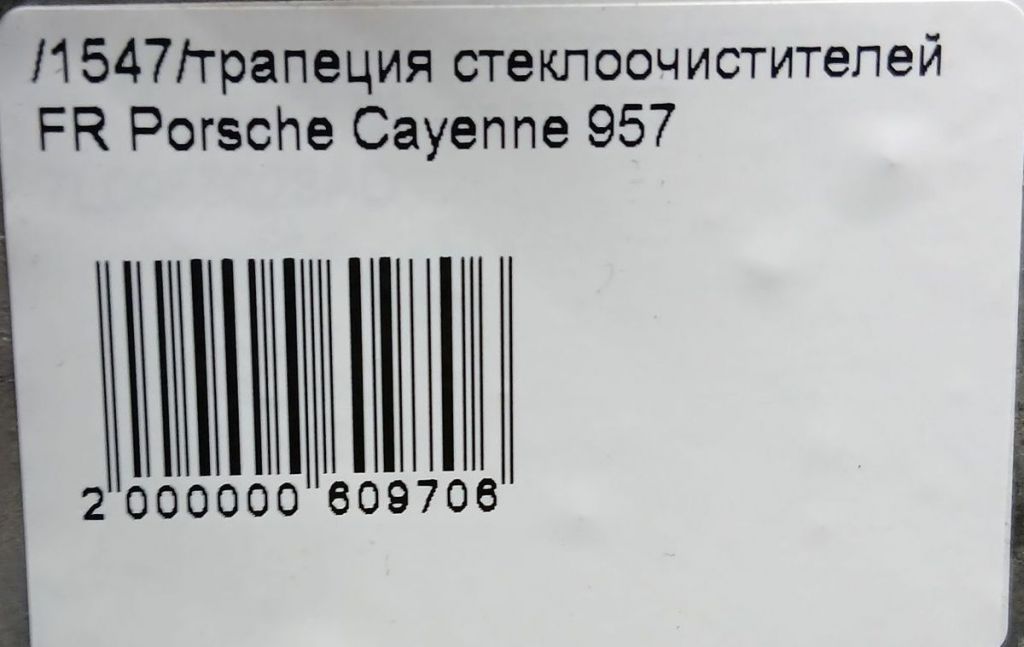 /1547/трапеция стеклоочистителей
FR Porsche Cayenne 957
2 000000 609706